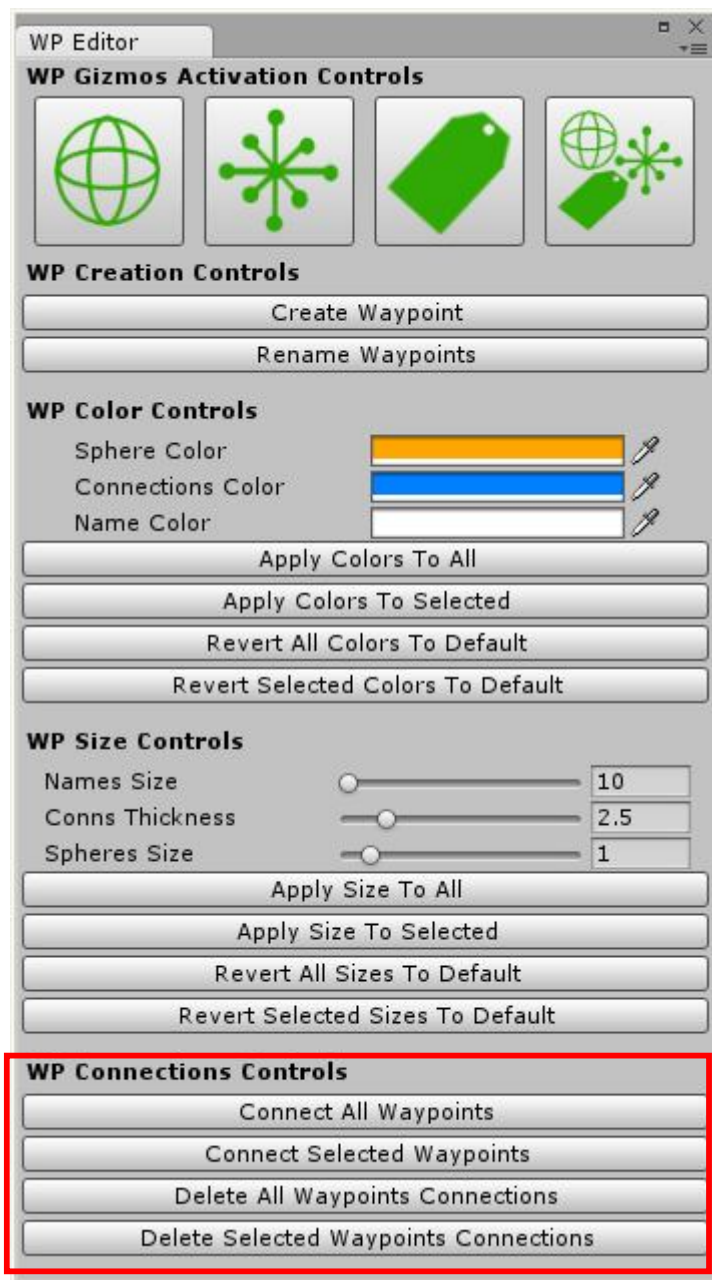 WP Editor
WP Gizmos Activation Controls
WP Creation Controls
Create Waypoint
Rename Waypoints
WP Color Controls
Sphere Color
Connections Color
Name Color
Apply Colors To All
Apply Colors To Selected
Revert All Colors To Default
Revert Selected Colors To Default
WP Size Controls
Names Size 10
Conns Thickness 2.5
Spheres Size 1
Apply Size To All
Apply Size To Selected
Revert All Sizes To Default
Revert Selected Sizes To Default
WP Connections Controls
Connect All Waypoints
Connect Selected Waypoints
Delete All Waypoints Connections
Delete Selected Waypoints Connections